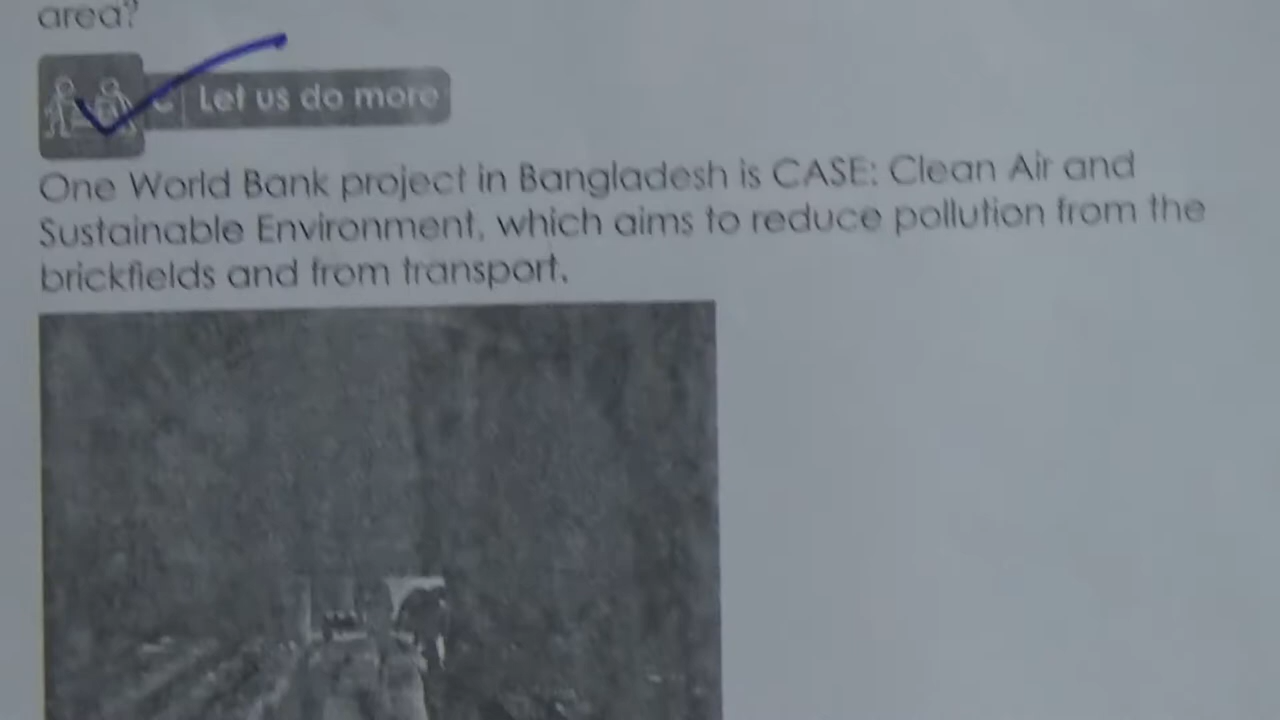 area?
C Let us do more
One World Bank project in Bangladesh is CASE: Clean Air and
Sustainable Environment, which aims to reduce pollution from the
brickfields and from transport.